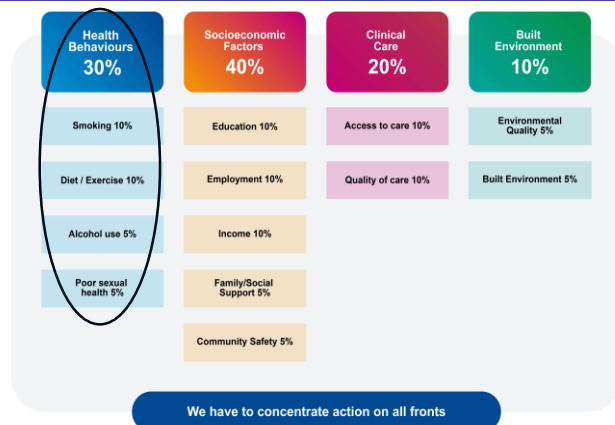 Health
Behaviours
30%
Smoking 10%
Diet / Exercise 10%
Alcohol use 5%
Poor sexual
health 5%
Socioeconomic
Factors
40%
Education 10%
Employment 10%
Income 10%
Family/Social
Support 5%
Community Safety 5%
Clinical
Care
20%
Access to care 10%
Quality of care 10%
Built
Environment
10%
Environmental
Quality 5%
Built Environment 5%
We have to concentrate action on all fronts